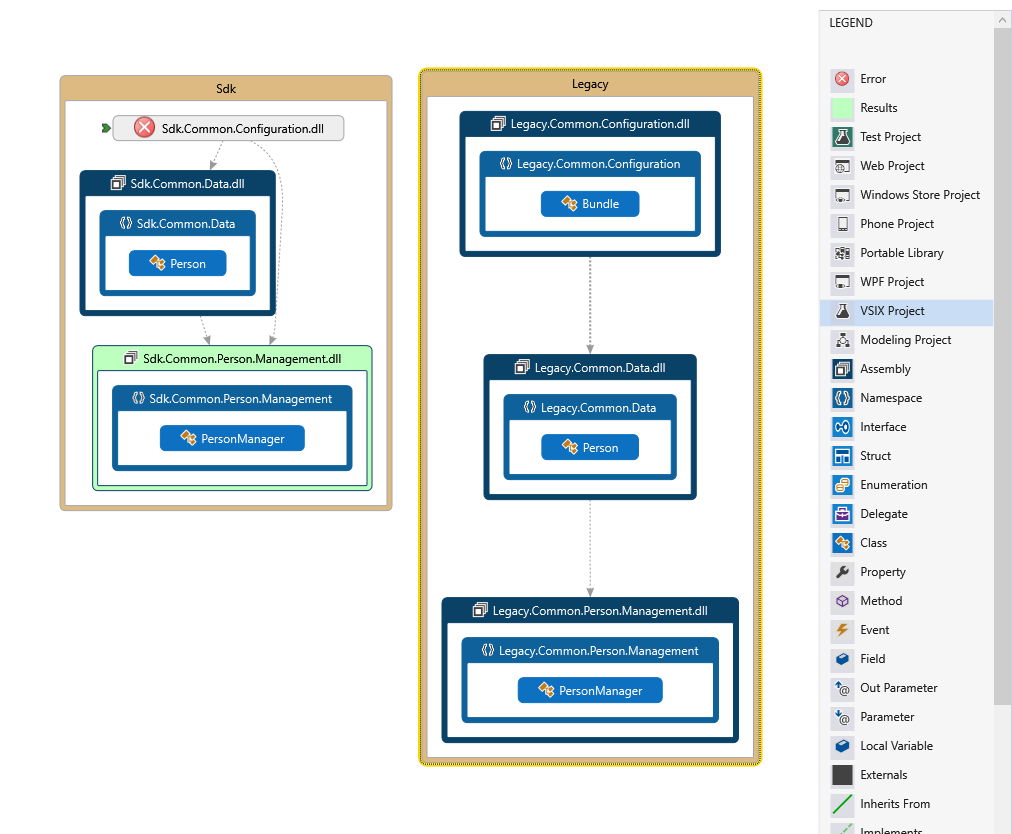 Sdk
Sdk.Common.Configuration.dll
Sdk.Common.Data.dll
Sdk.Common.Data
Person
Sdk.Common.Person.Management.dll
Sdk.Common.Person.Management
PersonManager
Legacy
Legacy.Common.Configuration.dll
Legacy.Common.Configuration
Bundle
Legacy.Common.Data.dll
Legacy.Common.Data
Person
Legacy.Common.Person.Management.dll
Legacy.Common.Person.Management
PersonManager
LEGEND
Error
Results
Test Project
Web Project
Windows Store Project
Phone Project
Portable Library
WPF Project
VSIX Project
Modeling Project
Assembly
Namespace
Interface
Struct
Enumeration
Delegate
Class
Property
Method
Event
Field
Out Parameter
Parameter
Local Variable
Externals
Inherits From
Implements